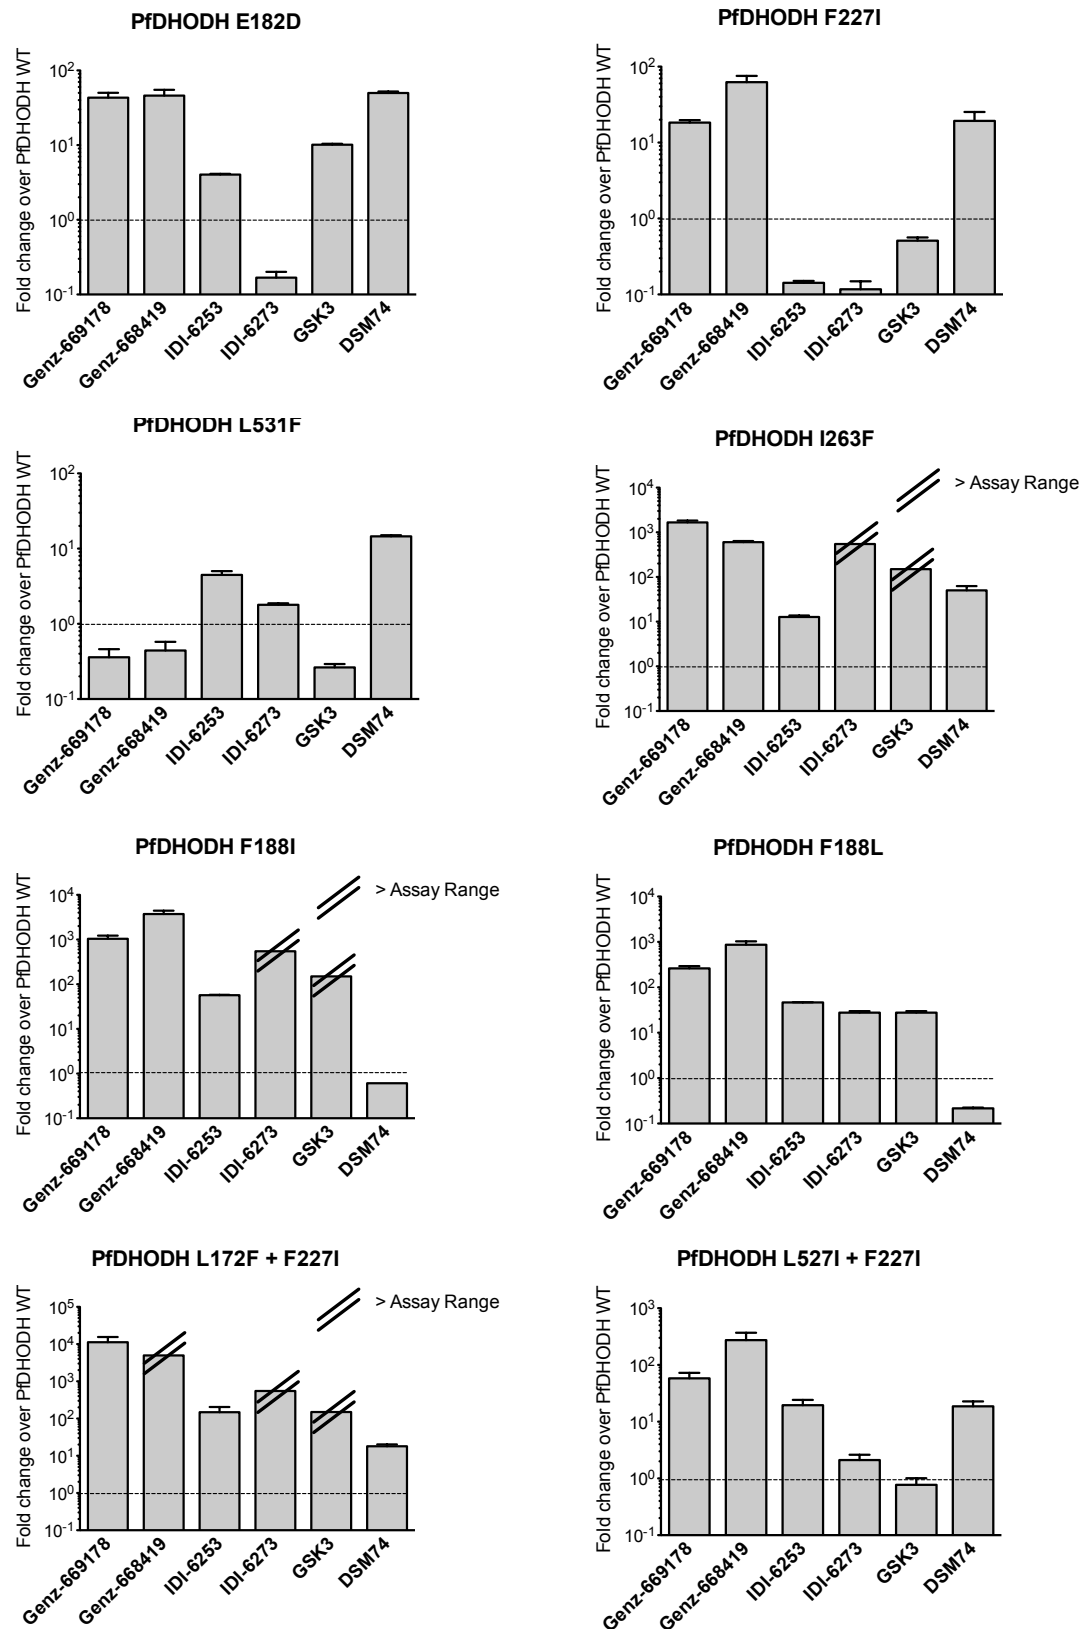 PfDHODH E182D
Fold change over PfDHODH WT
10²
10¹
10⁰
10⁻¹
Genz-669178
Genz-668419
IDI-6253
IDI-6273
GSK3
DSM74
PfDHODH F227I
Fold change over PfDHODH WT
10²
10¹
10⁰
10⁻¹
Genz-669178
Genz-668419
IDI-6253
IDI-6273
GSK3
DSM74
PfDHODH L531F
Fold change over PfDHODH WT
10²
10¹
10⁰
10⁻¹
Genz-669178
Genz-668419
IDI-6253
IDI-6273
GSK3
DSM74
PfDHODH I263F
> Assay Range
Fold change over PfDHODH WT
10⁴
10³
10²
10¹
10⁰
10⁻¹
Genz-669178
Genz-668419
IDI-6253
IDI-6273
GSK3
DSM74
PfDHODH F188I
> Assay Range
Fold change over PfDHODH WT
10⁴
10³
10²
10¹
10⁰
10⁻¹
Genz-669178
Genz-668419
IDI-6253
IDI-6273
GSK3
DSM74
PfDHODH F188L
Fold change over PfDHODH WT
10⁴
10³
10²
10¹
10⁰
10⁻¹
Genz-669178
Genz-668419
IDI-6253
IDI-6273
GSK3
DSM74
PfDHODH L172F + F227I
> Assay Range
Fold change over PfDHODH WT
10⁵
10⁴
10³
10²
10¹
10⁰
10⁻¹
Genz-669178
Genz-668419
IDI-6253
IDI-6273
GSK3
DSM74
PfDHODH L527I + F227I
Fold change over PfDHODH WT
10³
10²
10¹
10⁰
10⁻¹
Genz-669178
Genz-668419
IDI-6253
IDI-6273
GSK3
DSM74